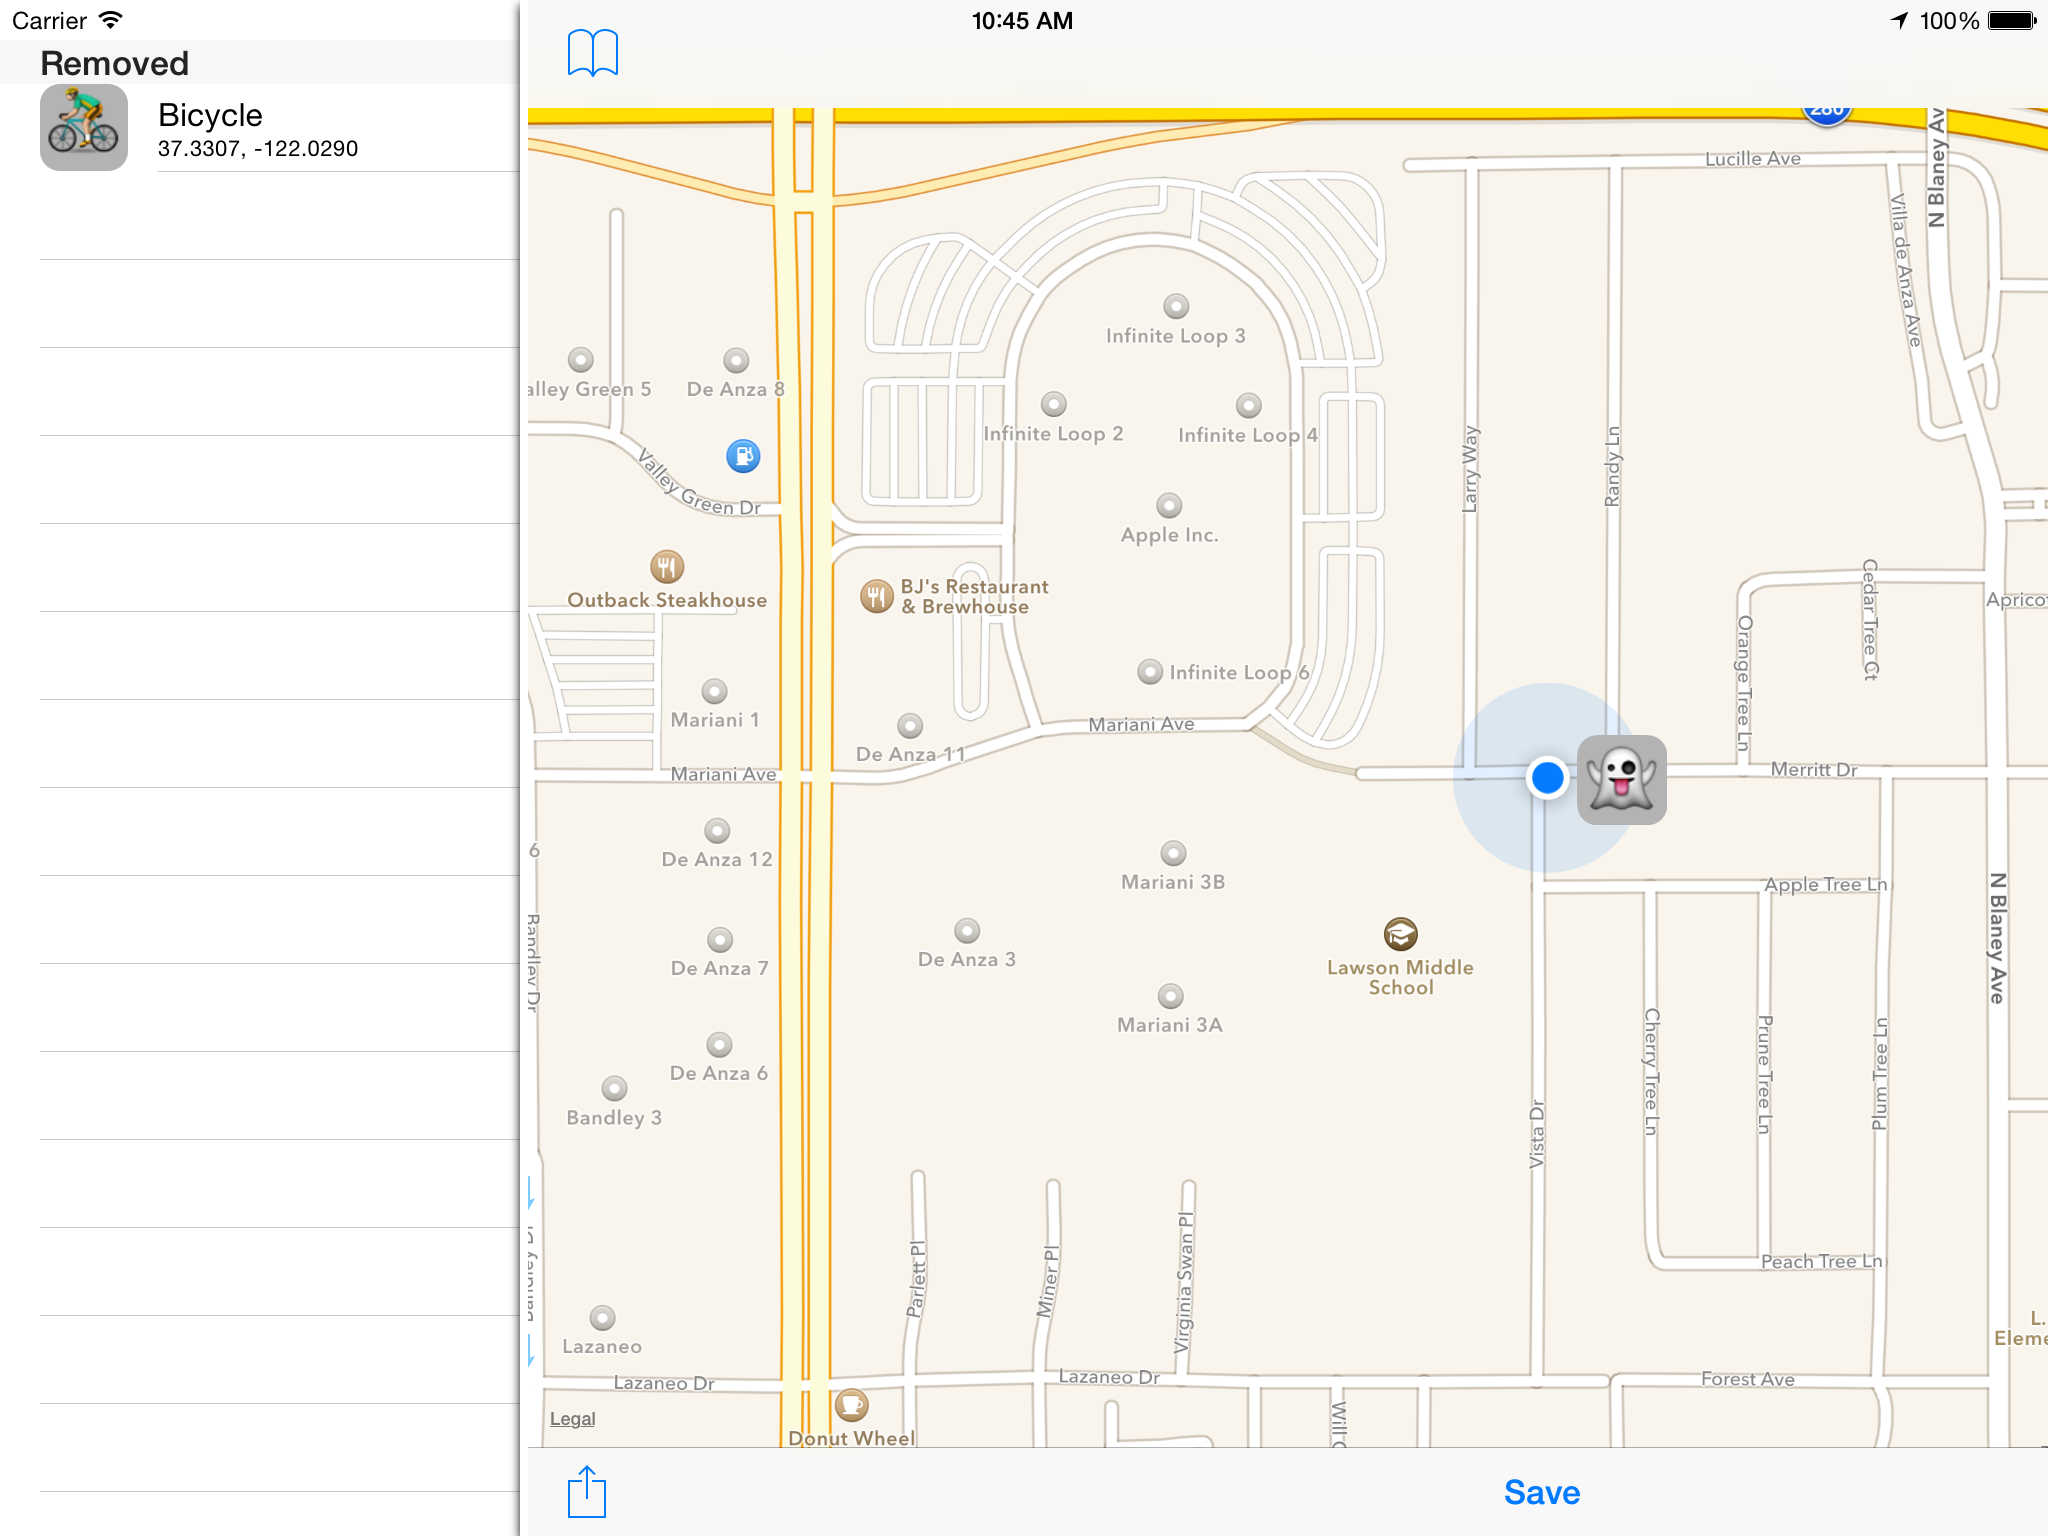 Carrier
10:45 AM
100%
Removed
Bicycle
37.3307, -122.0290
280
Lucille Ave
N Blaney Av
Villa de Anza Ave
Infinite Loop 3
alley Green 5
De Anza 8
Infinite Loop 2
Infinite Loop 4
Larry Way
Randy Ln
Valley Green Dr
Apple Inc.
Outback Steakhouse
BJ's Restaurant
& Brewhouse
Cedar Tree Ct
Aprico
Orange Tree Ln
Infinite Loop 6
Mariani 1
De Anza 11
Mariani Ave
Mariani Ave
Merritt Dr
6
De Anza 12
Mariani 3B
Apple Tree Ln
N Blaney Ave
Bandley Dr
De Anza 7
De Anza 3
Lawson Middle
School
Mariani 3A
De Anza 6
Bandley 3
Cherry Tree Ln
Prune Tree Ln
Plum Tree Ln
Vista Dr
Parlett Pl
Miner Pl
Virginia Swan Pl
Peach Tree Ln
L.
Eleme
Lazaneo
Lazaneo Dr
Lazaneo Dr
Forest Ave
Legal
Will
Donut Wheel
Save